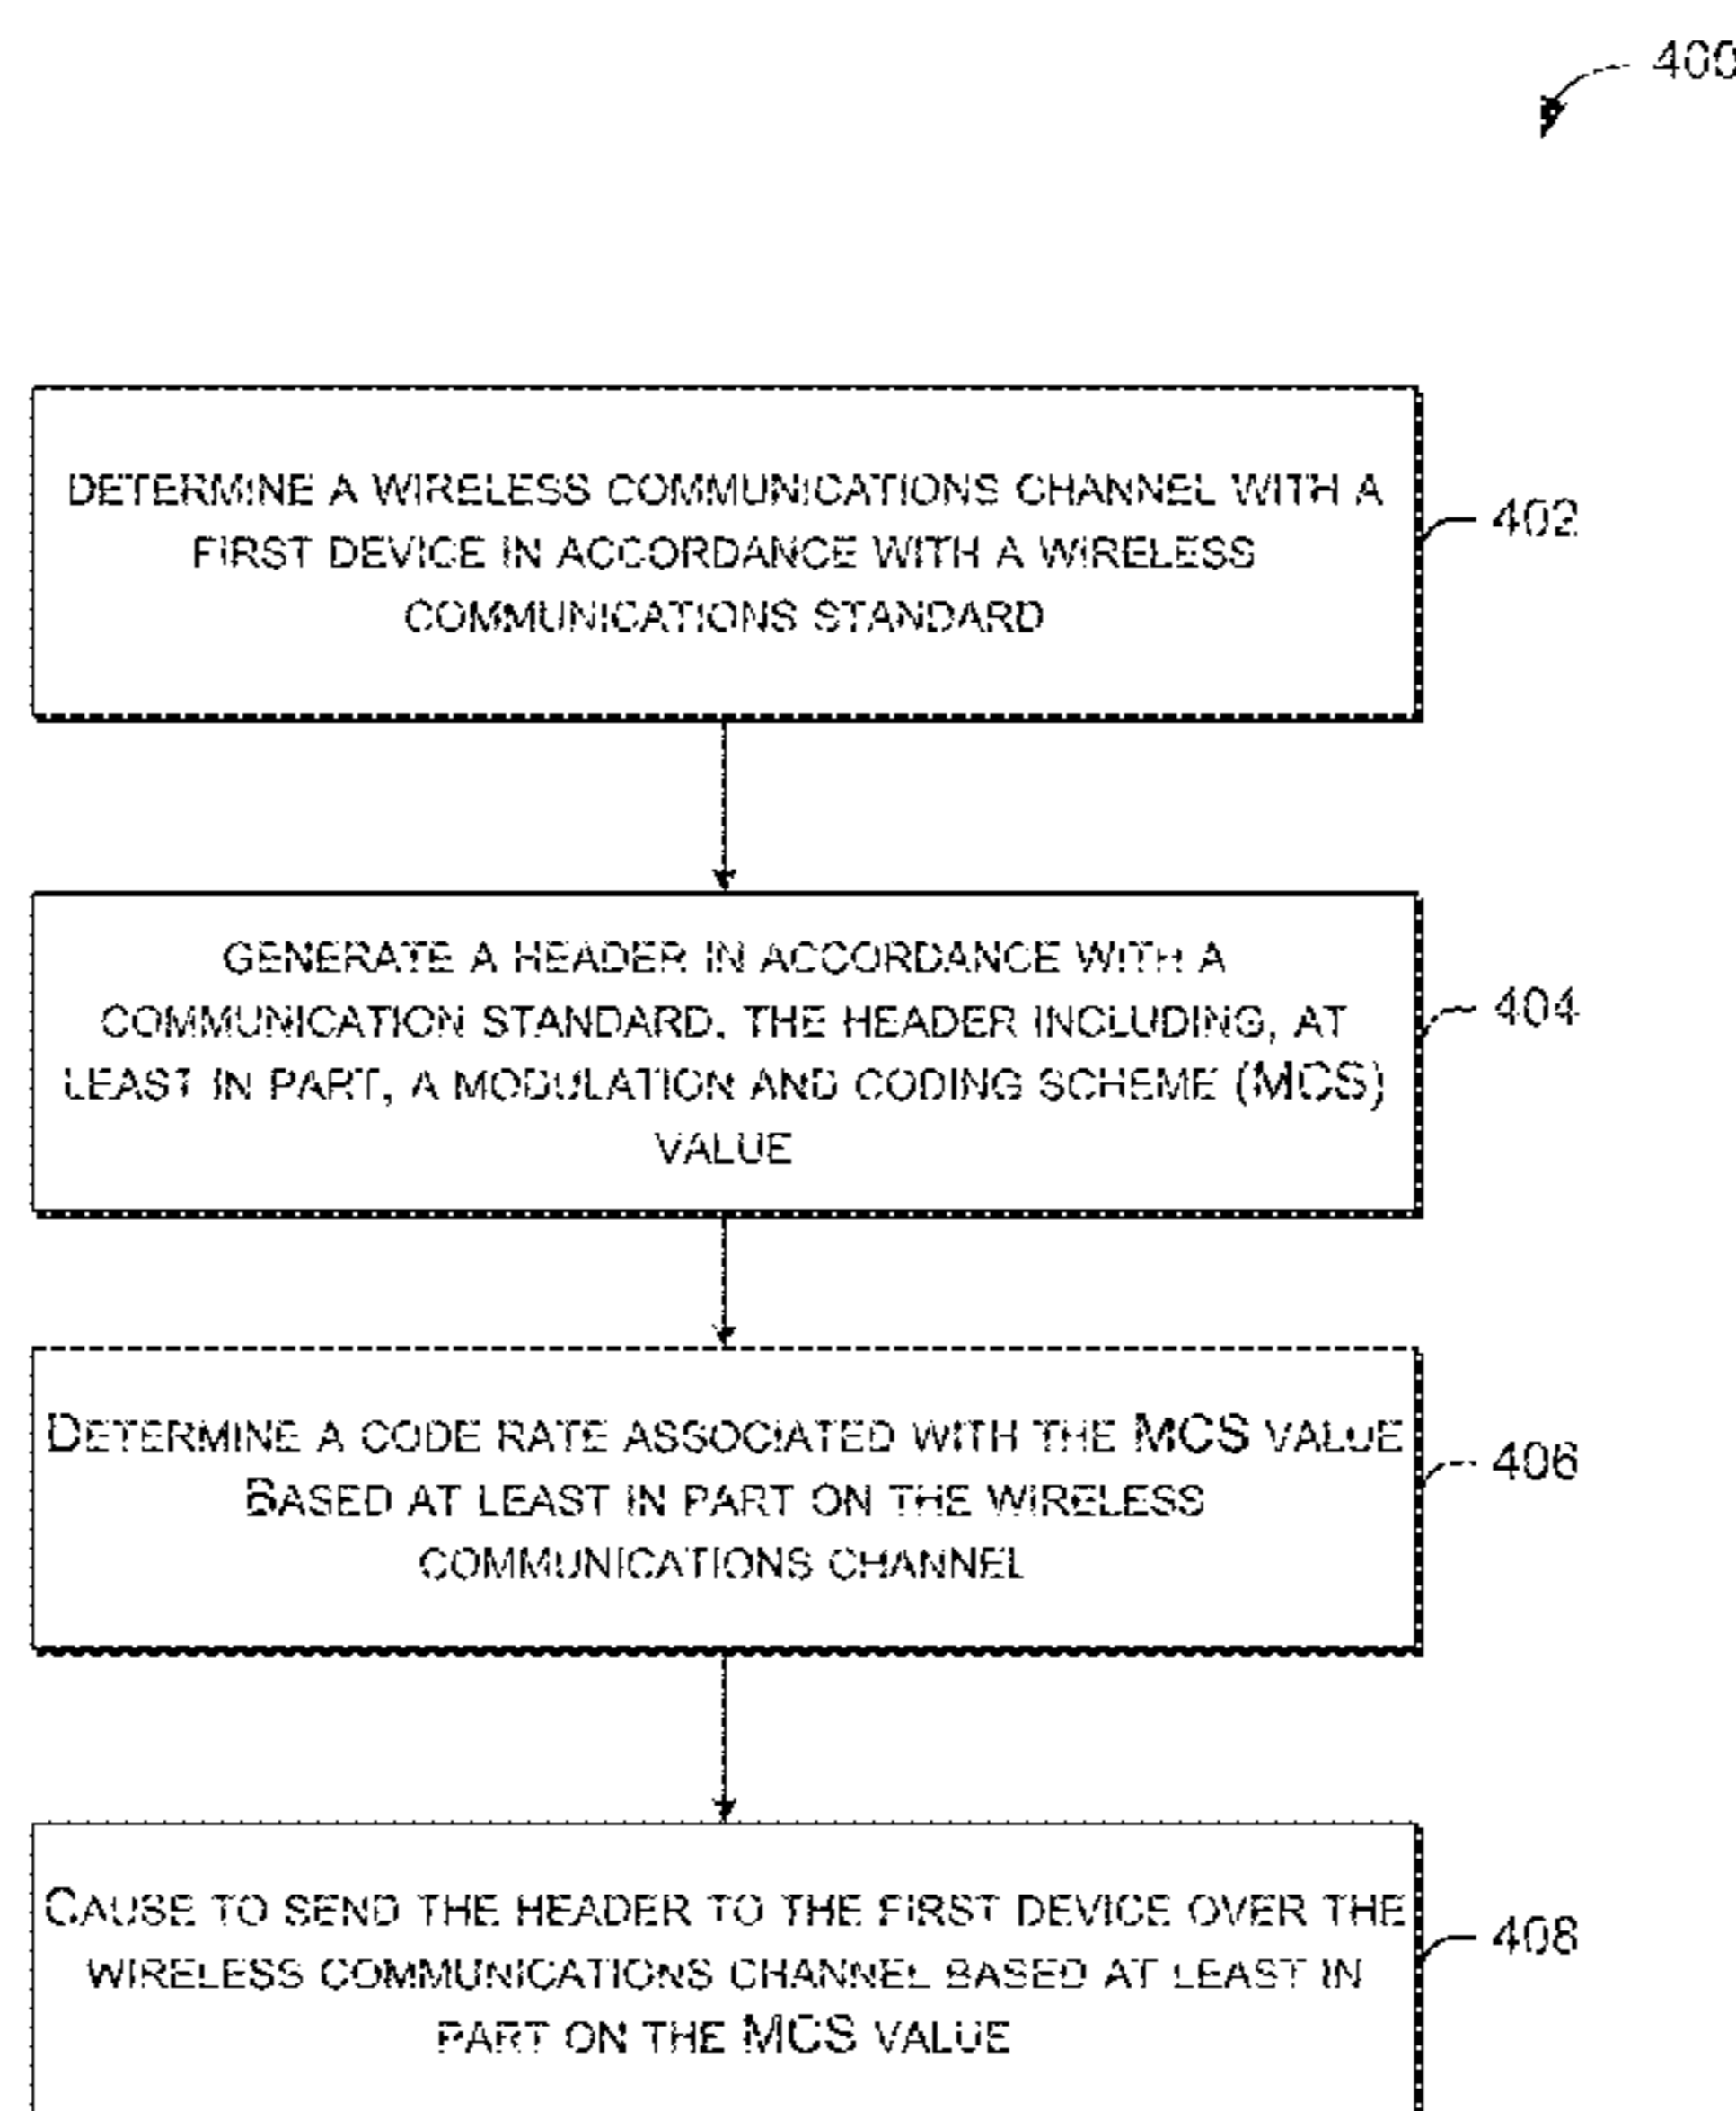 400
DETERMINE A WIRELESS COMMUNICATIONS CHANNEL WITH A
FIRST DEVICE IN ACCORDANCE WITH A WIRELESS
COMMUNICATIONS STANDARD
402
GENERATE A HEADER IN ACCORDANCE WITH A
COMMUNICATION STANDARD, THE HEADER INCLUDING, AT
LEAST IN PART, A MODULATION AND CODING SCHEME (MCS)
VALUE
404
DETERMINE A CODE RATE ASSOCIATED WITH THE MCS VALUE
BASED AT LEAST IN PART ON THE WIRELESS
COMMUNICATIONS CHANNEL
406
CAUSE TO SEND THE HEADER TO THE FIRST DEVICE OVER THE
WIRELESS COMMUNICATIONS CHANNEL BASED AT LEAST IN
PART ON THE MCS VALUE
408